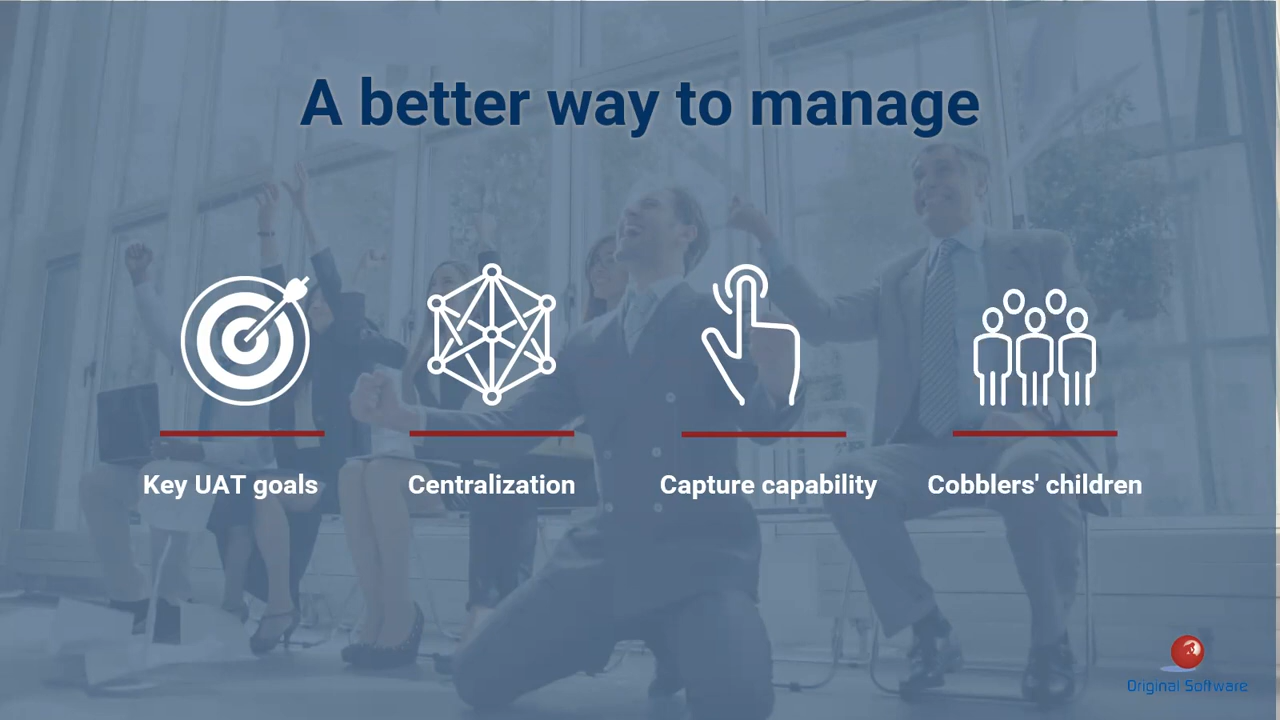 A better way to manage
Key UAT goals
Centralization
Capture capability
Cobblers' children
Original Software